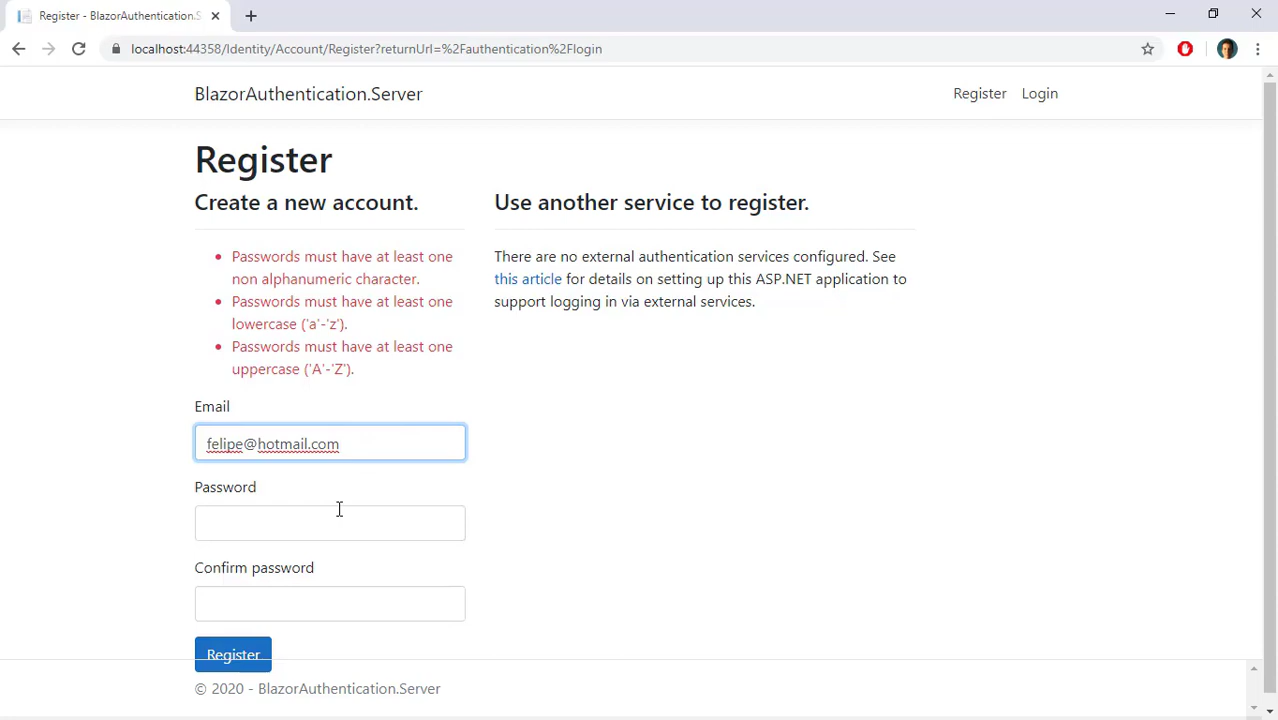 Register - BlazorAuthentication.S
localhost:44358/Identity/Account/Register?returnUrl=%2Fauthentication%2Flogin
BlazorAuthentication.Server
Register Login
Register
Create a new account.
Passwords must have at least one
non alphanumeric character.
Passwords must have at least one
lowercase ('a'-'z').
Passwords must have at least one
uppercase ('A'-'Z').
Email
felipe@hotmail.com
Password
Confirm password
Register
Use another service to register.
There are no external authentication services configured. See
this article for details on setting up this ASP.NET application to
support logging in via external services.
© 2020 - BlazorAuthentication.Server